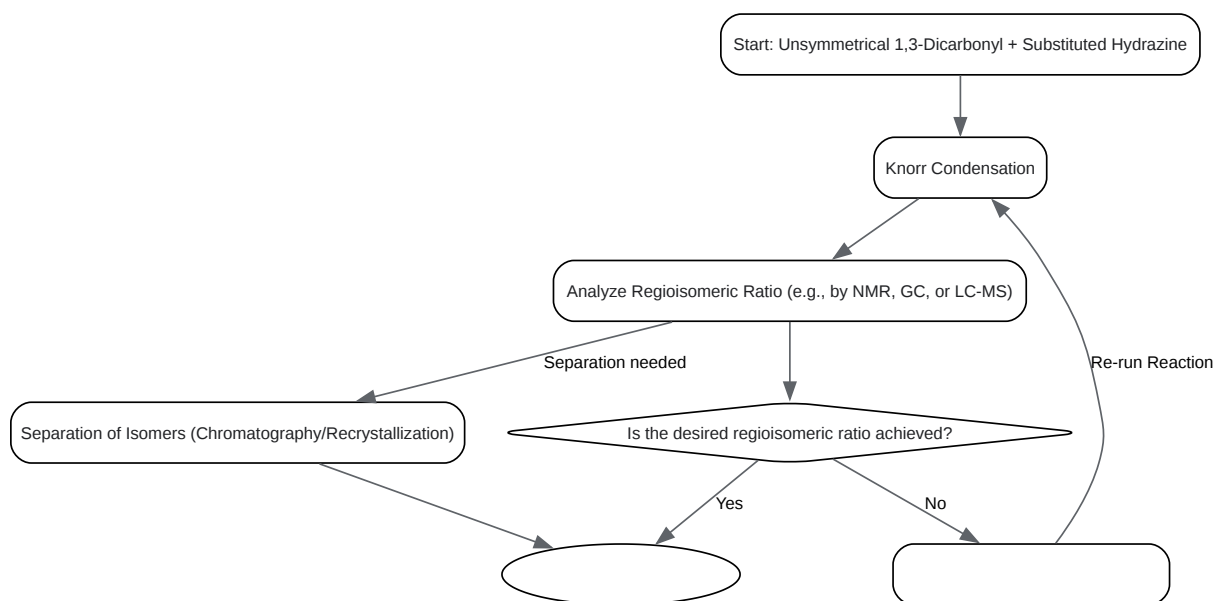 Start: Unsymmetrical 1,3-Dicarbonyl + Substituted Hydrazine
Knorr Condensation
Analyze Regioisomeric Ratio (e.g., by NMR, GC, or LC-MS)
Separation needed
Re-run Reaction
Separation of Isomers (Chromatography/Recrystallization)
Is the desired regioisomeric ratio achieved?
Yes
No